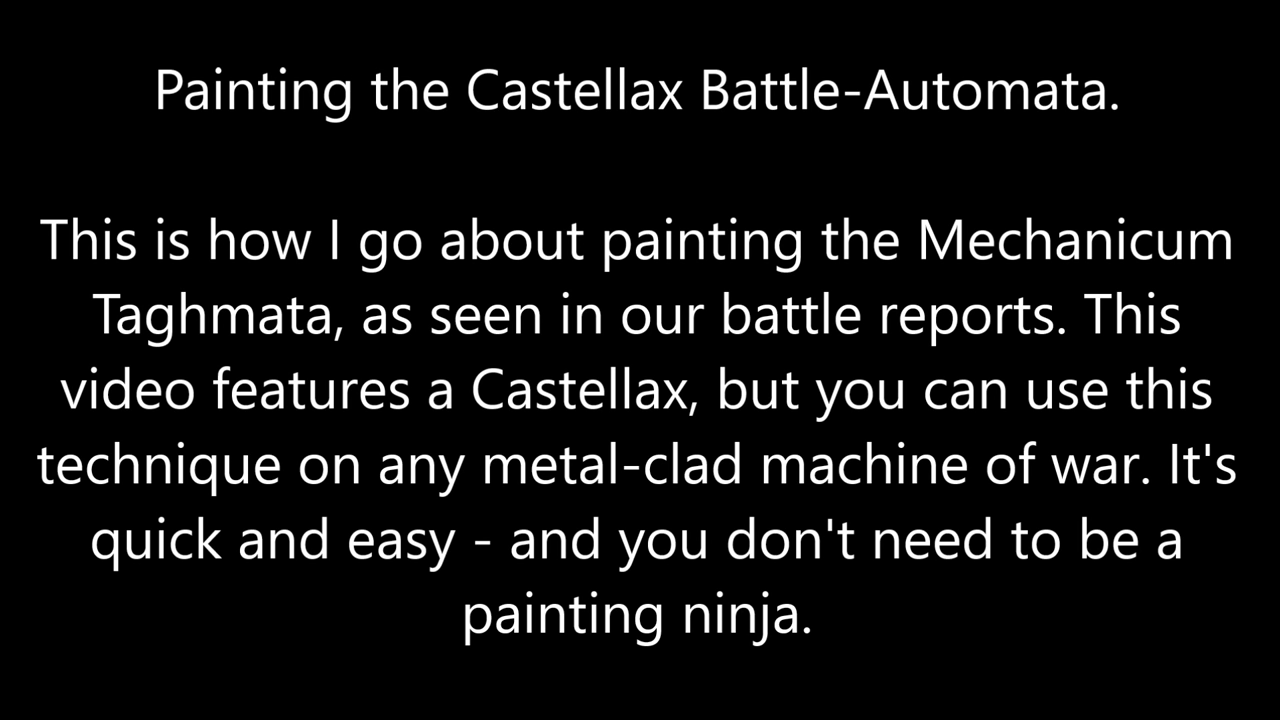 Painting the Castellax Battle-Automata.
This is how I go about painting the Mechanicum
Taghmata, as seen in our battle reports. This
video features a Castellax, but you can use this
technique on any metal-clad machine of war. It's
quick and easy - and you don't need to be a
painting ninja.